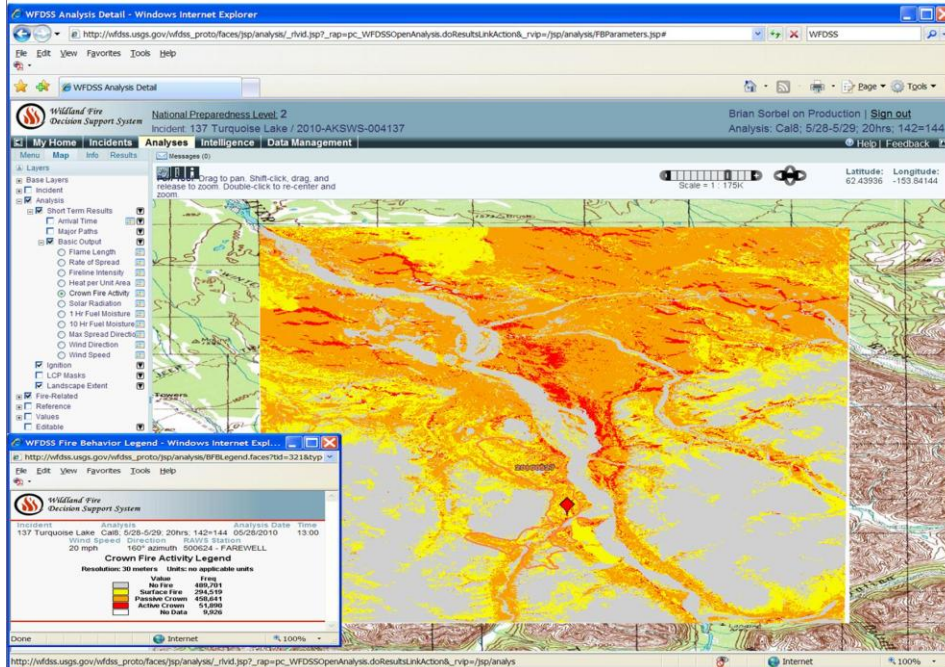 WFDSS Analysis Detail - Windows Internet Explorer
http://wfdss.usgs.gov/wfdss_proto/faces/jsp/analysis/_rlvid.jsp?_rap=pc_WFDSSOpenAnalysis.doResultsLinkAction&_rvip=/jsp/analysis/FBParameters.jsp#
WFDSS
File Edit View Favorites Tools Help
WFDSS Analysis Detail
Page Tools
Wildland Fire
Decision Support System
National Preparedness Level: 2
Incident: 137 Turquoise Lake / 2010-AKSWS-004137
Brian Sorbel on Production | Sign out
Analysis: Cal8; 5/28-5/29; 20hrs; 142=144
My Home Incidents Analyses Intelligence Data Management
Help | Feedback
Menu Map Info Results
Messages (0)
Drag to pan. Shift-click, drag, and
release to zoom. Double-click to re-center and
zoom.
Scale = 1 : 175K
Latitude: Longitude:
62.43936 -153.84144
Layers
Base Layers
Incident
Analysis
Short Term Results
Arrival Time
Major Paths
Basic Output
Flame Length
Rate of Spread
Fireline Intensity
Heat per Unit Area
Crown Fire Activity
Solar Radiation
1 Hr Fuel Moisture
10 Hr Fuel Moisture
Max Spread Directio
Wind Direction
Wind Speed
Ignition
LCP Masks
Landscape Extent
Fire-Related
Reference
Values
Editable
Towers
WFDSS Fire Behavior Legend - Windows Internet Expl...
http://wfdss.usgs.gov/wfdss_proto/jsp/analysis/BFBLegend.faces?tid=321&typ
File Edit View Favorites Tools Help
Wildland Fire
Decision Support System
Incident Analysis Analysis Date Time
137 Turquoise Lake Cal8; 5/28-5/29; 20hrs; 142=144 05/28/2010 13:00
Wind Speed Direction RAWS Station
20 mph 160° azimuth 500624 - FAREWELL
Crown Fire Activity Legend
Resolution: 30 meters Units: no applicable units
Value Freq
No Fire 489,701
Surface Fire 294,519
Passive Crown 458,641
Active Crown 51,898
No Data 9,926
Done Internet 100%
http://wfdss.usgs.gov/wfdss_proto/faces/jsp/analysis/_rlvid.jsp?_rap=pc_WFDSSOpenAnalysis.doResultsLinkAction&_rvip=/jsp/analys
Internet 100%